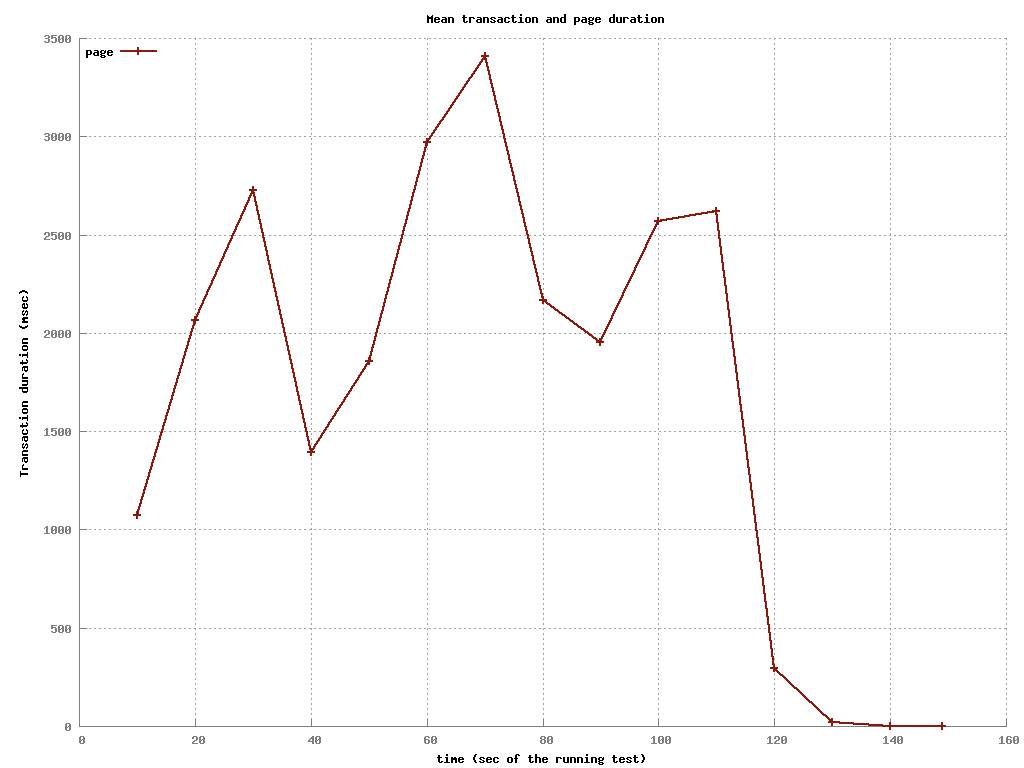 Mean transaction and page duration
page
3500
3000
2500
2000
1500
1000
500
0
Transaction duration (msec)
0 20 40 60 80 100 120 140 160
time (sec of the running test)